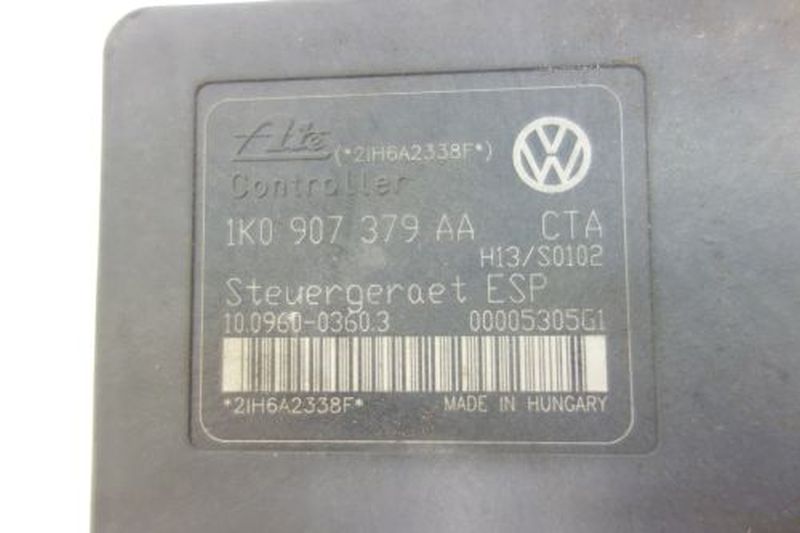 Ate (*2IH6A2338F*)
Controller
1K0 907 379 AA CTA
H13/S0102
Steuergeraet ESP
10.0960-0360.3 00005305G1
*2IH6A2338F* MADE IN HUNGARY